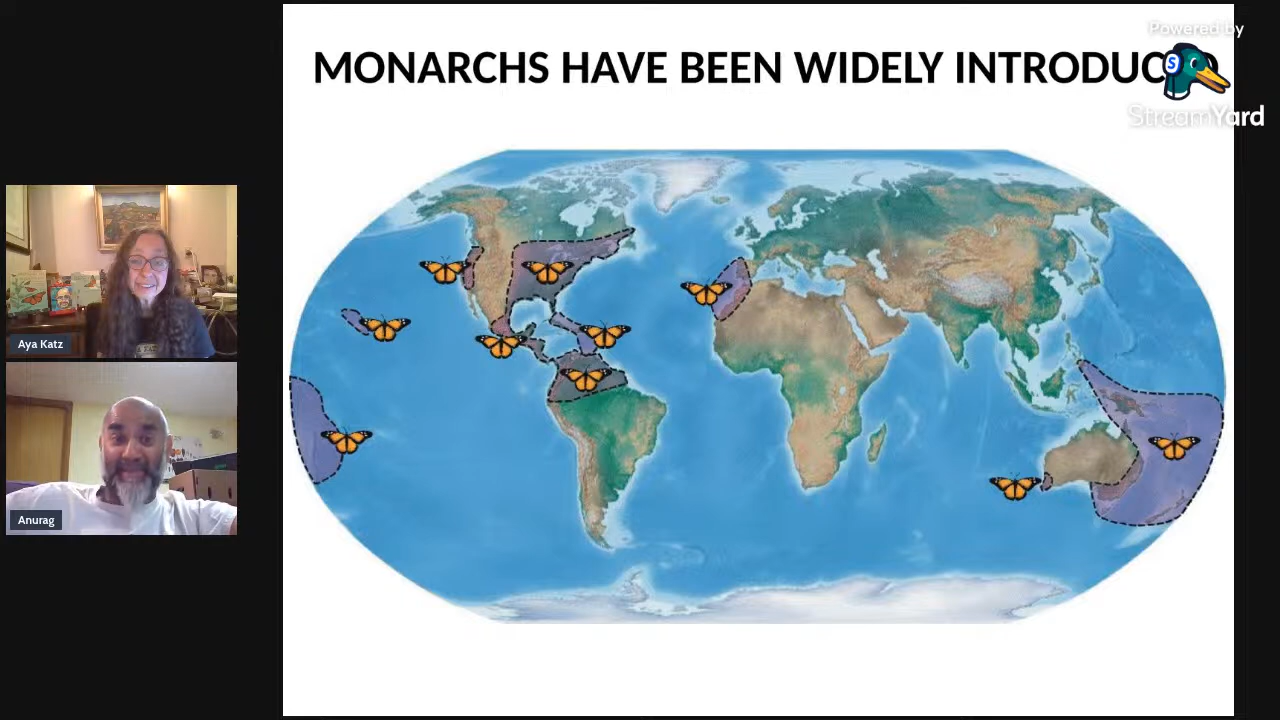 MONARCHS HAVE BEEN WIDELY INTRODUC D
Powered by
S
StreamYard
Aya Katz
Anurag